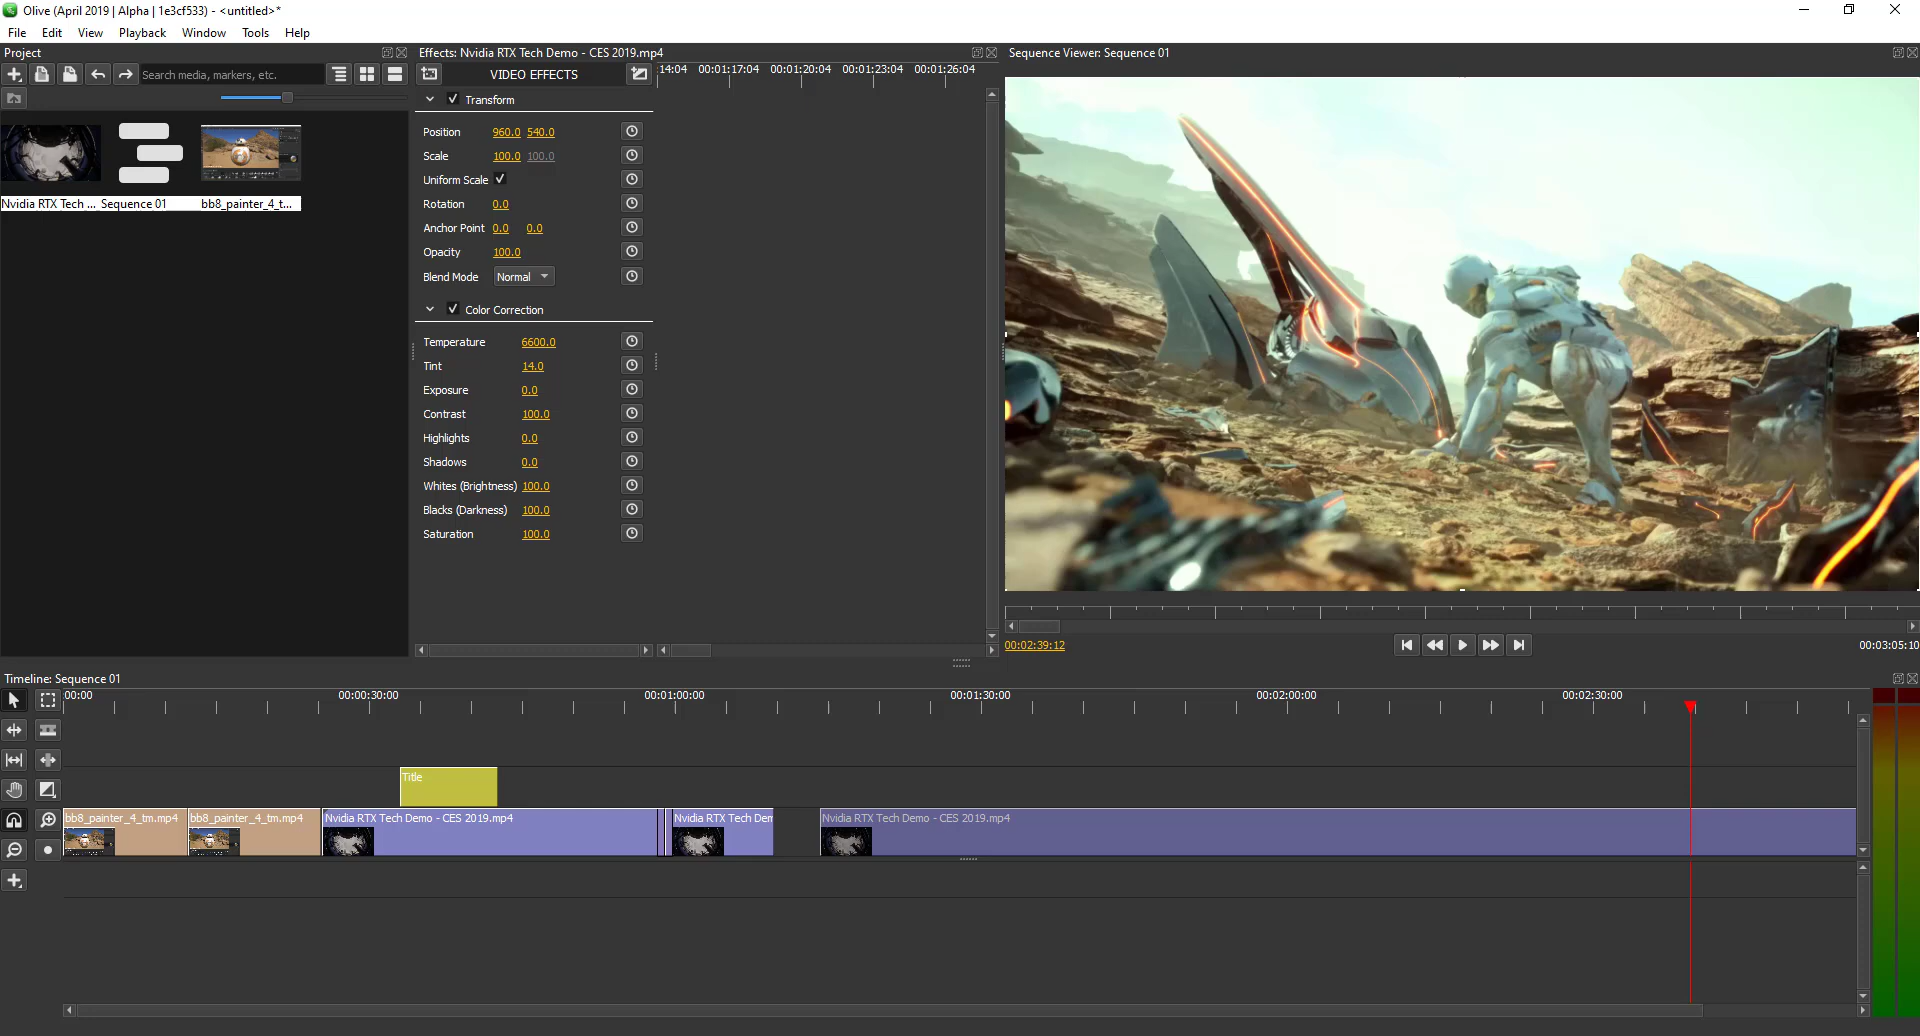 Olive (April 2019 | Alpha | 1e3cf533) - <untitled>*
File Edit View Playback Window Tools Help
Project
Search media, markers, etc.
Nvidia RTX Tech ... Sequence 01 bb8_painter_4_t...
Effects: Nvidia RTX Tech Demo - CES 2019.mp4
VIDEO EFFECTS
14:04 00:01:17:04 00:01:20:04 00:01:23:04 00:01:26:04
Transform
Position 960.0 540.0
Scale 100.0 100.0
Uniform Scale
Rotation 0.0
Anchor Point 0.0 0.0
Opacity 100.0
Blend Mode Normal
Color Correction
Temperature 6600.0
Tint 14.0
Exposure 0.0
Contrast 100.0
Highlights 0.0
Shadows 0.0
Whites (Brightness) 100.0
Blacks (Darkness) 100.0
Saturation 100.0
Sequence Viewer: Sequence 01
00:02:39:12 00:03:05:10
Timeline: Sequence 01
00:00 00:00:30:00 00:01:00:00 00:01:30:00 00:02:00:00 00:02:30:00
Title
bb8_painter_4_tm.mp4 bb8_painter_4_tm.mp4 Nvidia RTX Tech Demo - CES 2019.mp4 Nvidia RTX Tech Dem Nvidia RTX Tech Demo - CES 2019.mp4